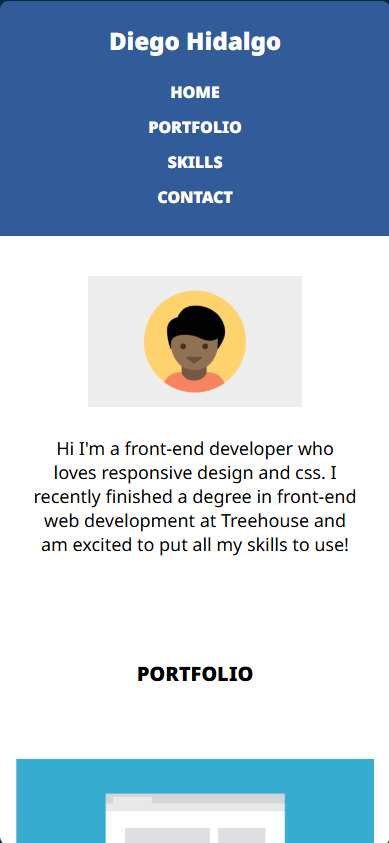 Diego Hidalgo
HOME
PORTFOLIO
SKILLS
CONTACT
Hi I'm a front-end developer who
loves responsive design and css. I
recently finished a degree in front-end
web development at Treehouse and
am excited to put all my skills to use!
PORTFOLIO